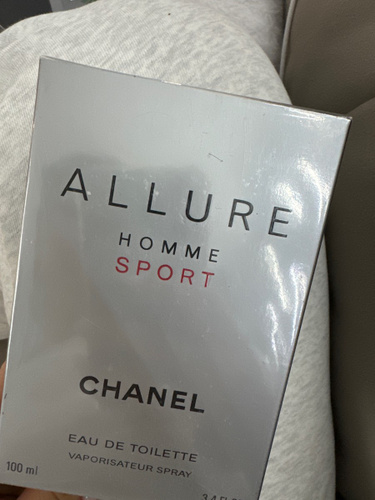 ALLURE
HOMME
SPORT
CHANEL
EAU DE TOILETTE
VAPORISATEUR SPRAY
100 ml